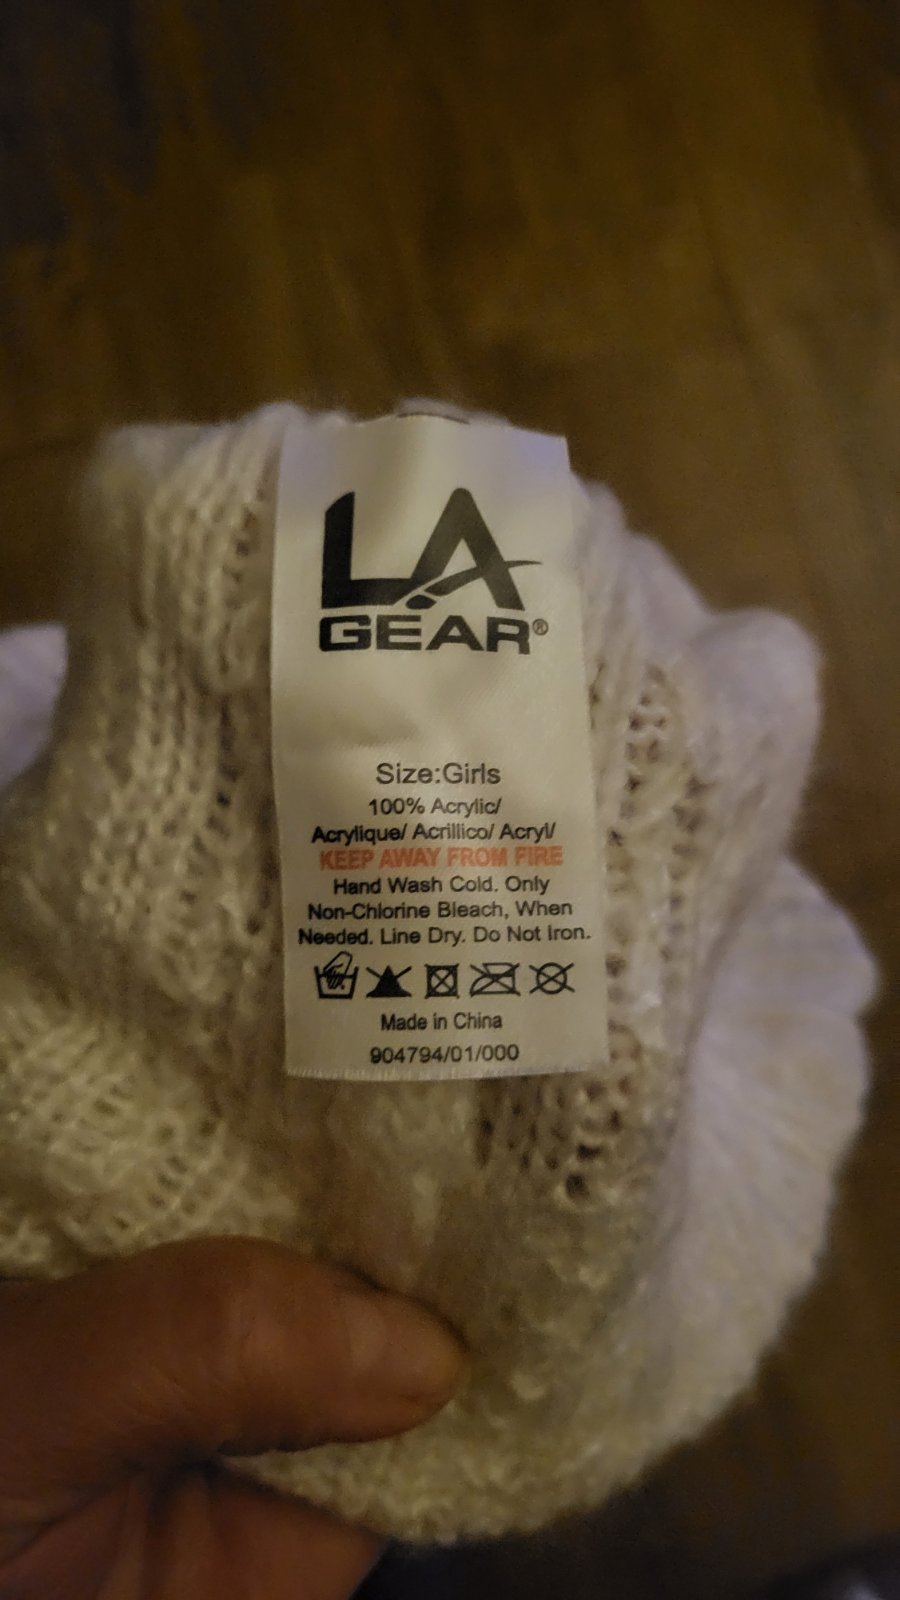 LA
GEAR®
Size:Girls
100% Acrylic/
Acrylique/ Acrillico/ Acryl/
KEEP AWAY FROM FIRE
Hand Wash Cold. Only
Non-Chlorine Bleach, When
Needed. Line Dry. Do Not Iron.
Made in China
904794/01/000